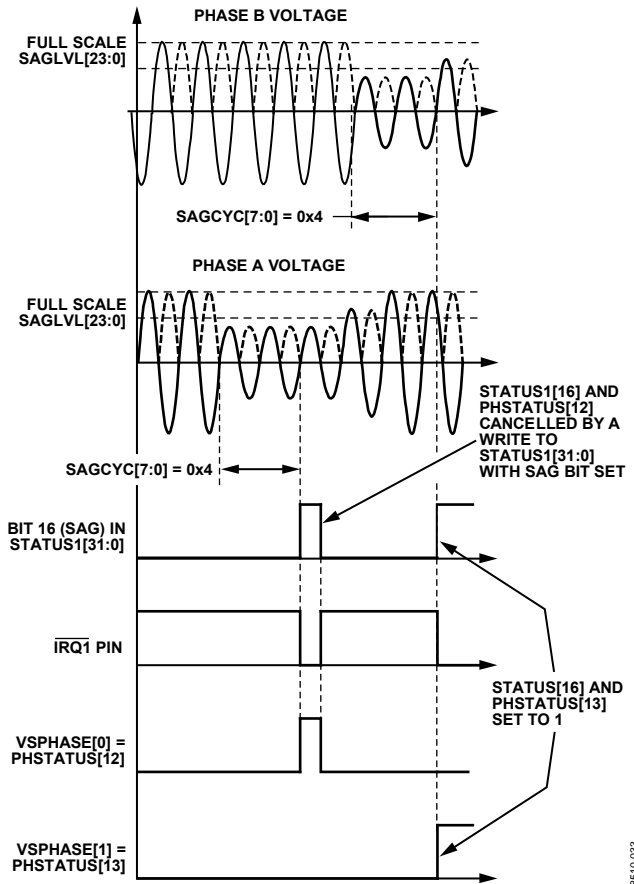 PHASE B VOLTAGE
FULL SCALE
SAGLVL[23:0]
SAGCYC[7:0] = 0x4
PHASE A VOLTAGE
FULL SCALE
SAGLVL[23:0]
STATUS1[16] AND
PHSTATUS[12]
CANCELLED BY A
WRITE TO
STATUS1[31:0]
WITH SAG BIT SET
SAGCYC[7:0] = 0x4
BIT 16 (SAG) IN
STATUS1[31:0]
IRQ1 PIN
STATUS[16] AND
PHSTATUS[13]
SET TO 1
VSPHASE[0] =
PHSTATUS[12]
VSPHASE[1] =
PHSTATUS[13]